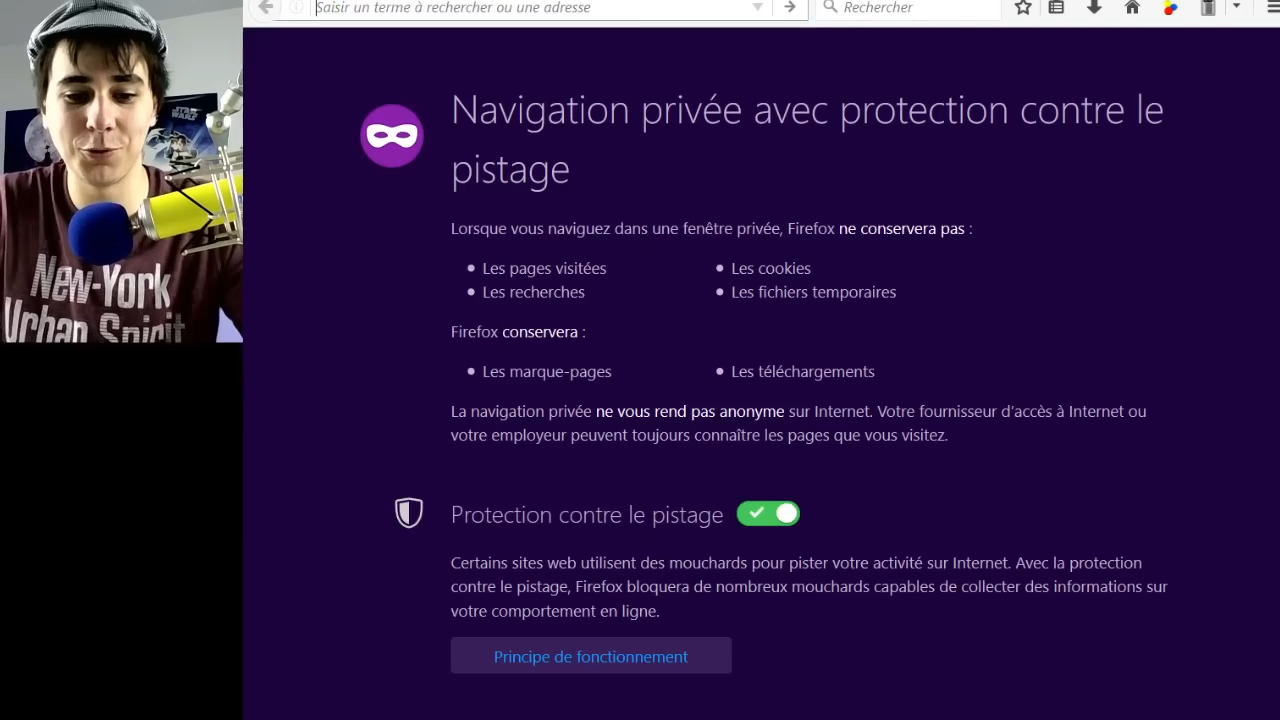 Saisir un terme à rechercher ou une adresse
Rechercher
STAR WARS
New-York
Urban Spirit
Navigation privée avec protection contre le
pistage
Lorsque vous naviguez dans une fenêtre privée, Firefox ne conservera pas :
Les pages visitées
Les cookies
Les recherches
Les fichiers temporaires
Firefox conservera :
Les marque-pages
Les téléchargements
La navigation privée ne vous rend pas anonyme sur Internet. Votre fournisseur d'accès à Internet ou
votre employeur peuvent toujours connaître les pages que vous visitez.
Protection contre le pistage
Certains sites web utilisent des mouchards pour pister votre activité sur Internet. Avec la protection
contre le pistage, Firefox bloquera de nombreux mouchards capables de collecter des informations sur
votre comportement en ligne.
Principe de fonctionnement